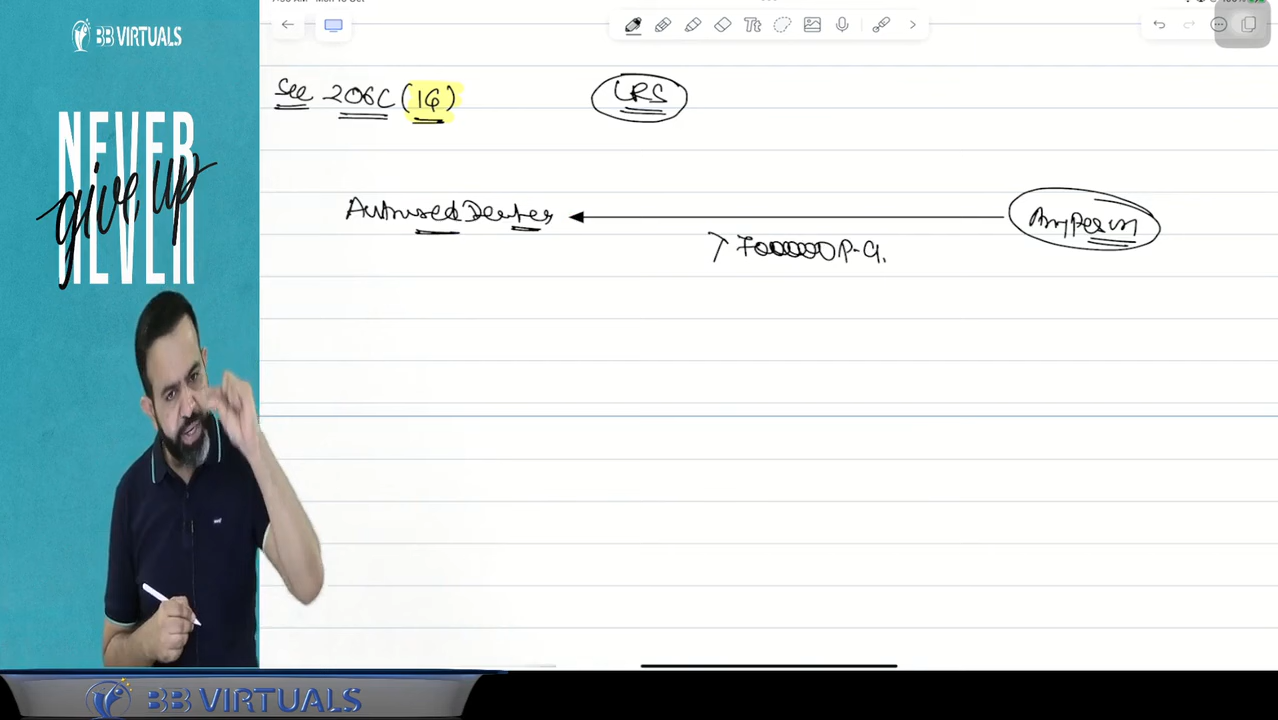 BB VIRTUALS
NEVER
give up
NEVER
Sec 206C (1G)
LRS
Authorised Dealer
Any Person
> 700000 P.a.
BB VIRTUALS